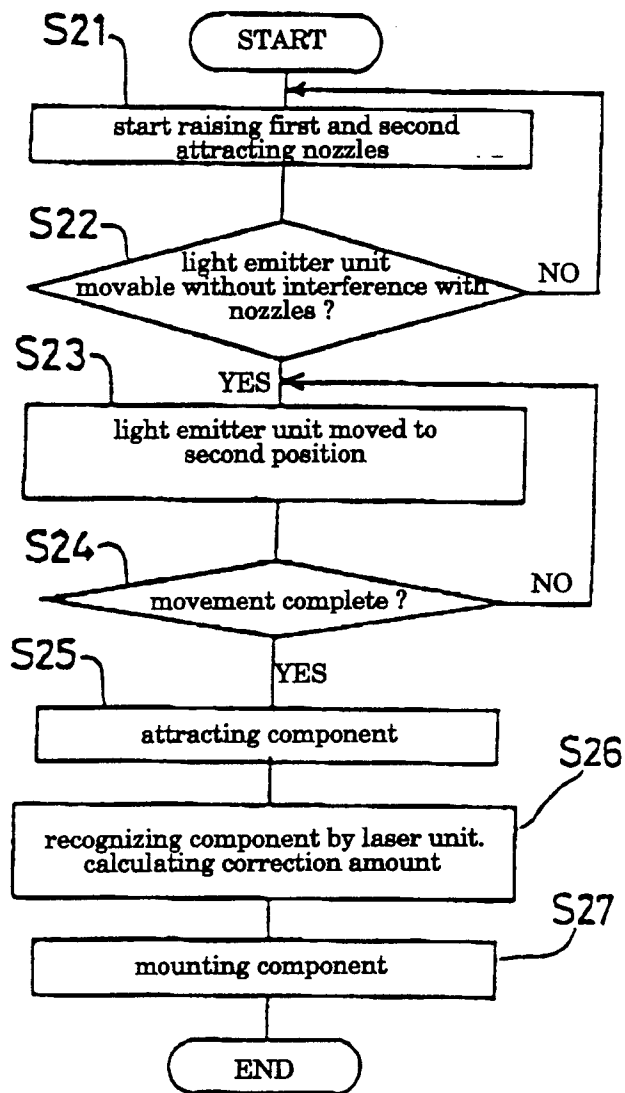 S21
START
start raising first and second
attracting nozzles
S22
light emitter unit
movable without interference with
nozzles ?
NO
S23
YES
light emitter unit moved to
second position
S24
movement complete ?
NO
S25
YES
attracting component
S26
recognizing component by laser unit.
calculating correction amount
S27
mounting component
END